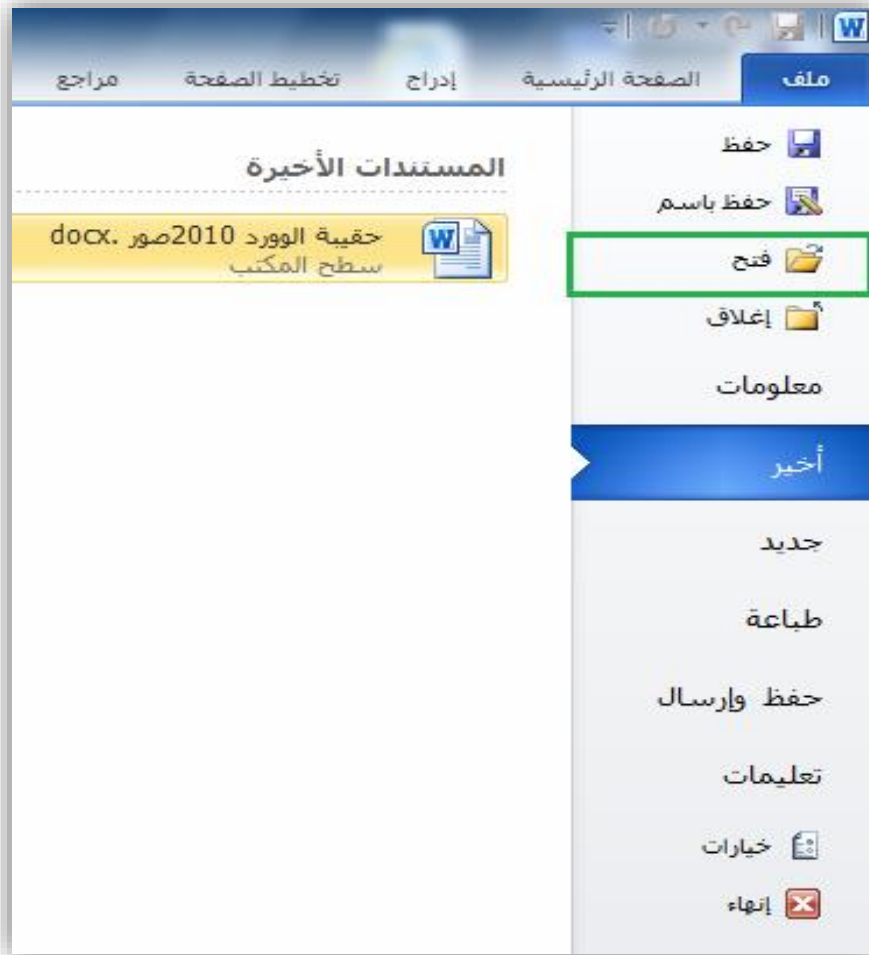 W
ملف الصفحة الرئيسية إدراج تخطيط الصفحة مراجع
حفظ
حفظ باسم
فتح
إغلاق
معلومات
أخير
جديد
طباعة
حفظ وإرسال
تعليمات
خيارات
إنهاء
المستندات الأخيرة
حقيبة الوورد 2010صور .docx
سطح المكتب